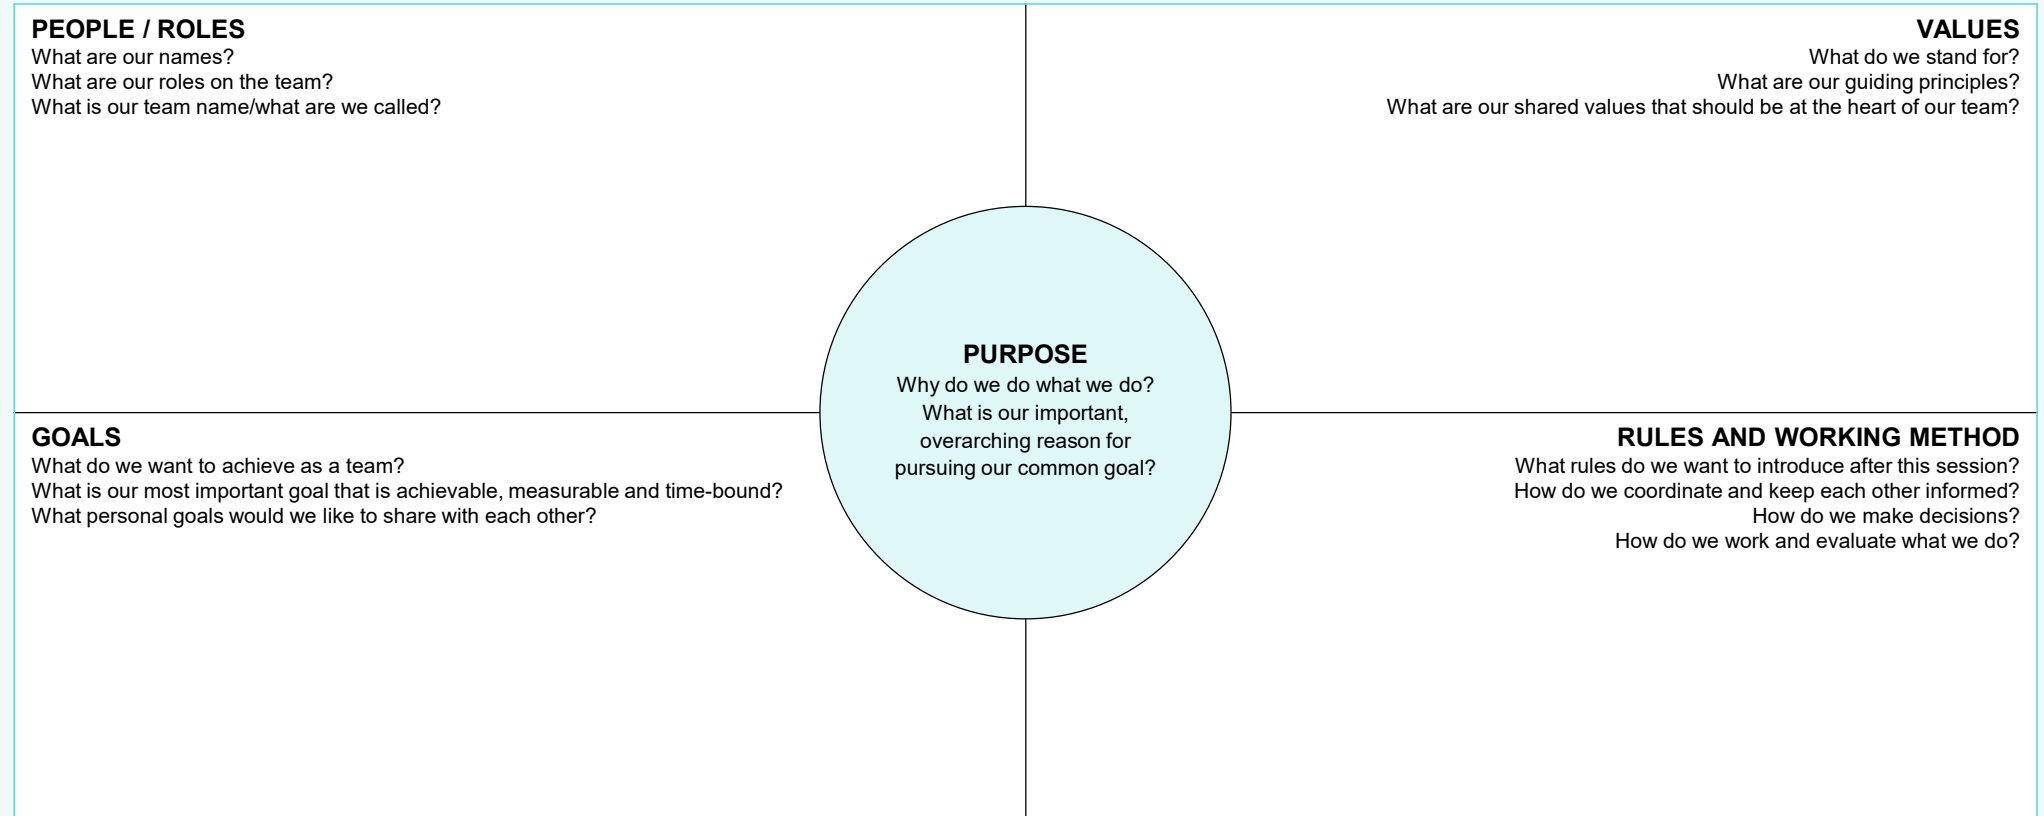 PEOPLE / ROLES
What are our names?
What are our roles on the team?
What is our team name/what are we called?
VALUES
What do we stand for?
What are our guiding principles?
What are our shared values that should be at the heart of our team?
PURPOSE
Why do we do what we do?
What is our important,
overarching reason for
pursuing our common goal?
GOALS
What do we want to achieve as a team?
What is our most important goal that is achievable, measurable and time-bound?
What personal goals would we like to share with each other?
RULES AND WORKING METHOD
What rules do we want to introduce after this session?
How do we coordinate and keep each other informed?
How do we make decisions?
How do we work and evaluate what we do?